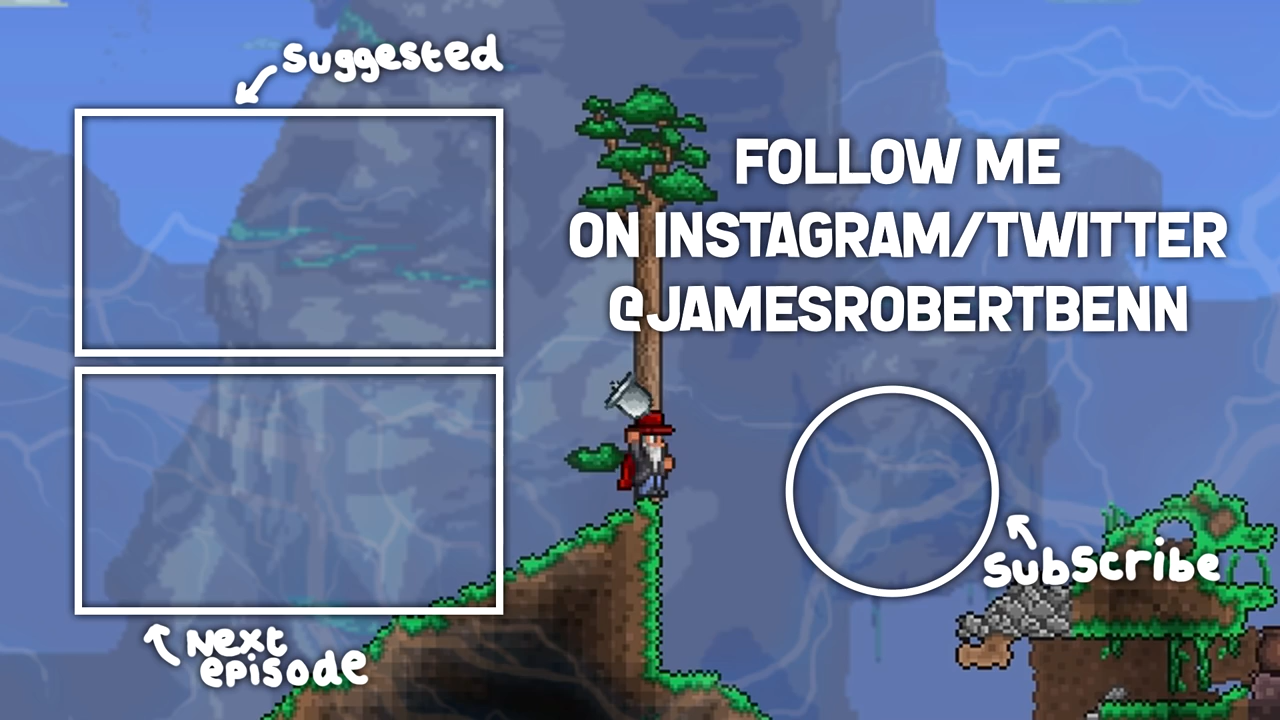 Suggested
FOLLOW ME
ON INSTAGRAM/TWITTER
@JAMESROBERTBENN
Subscribe
Next
episode